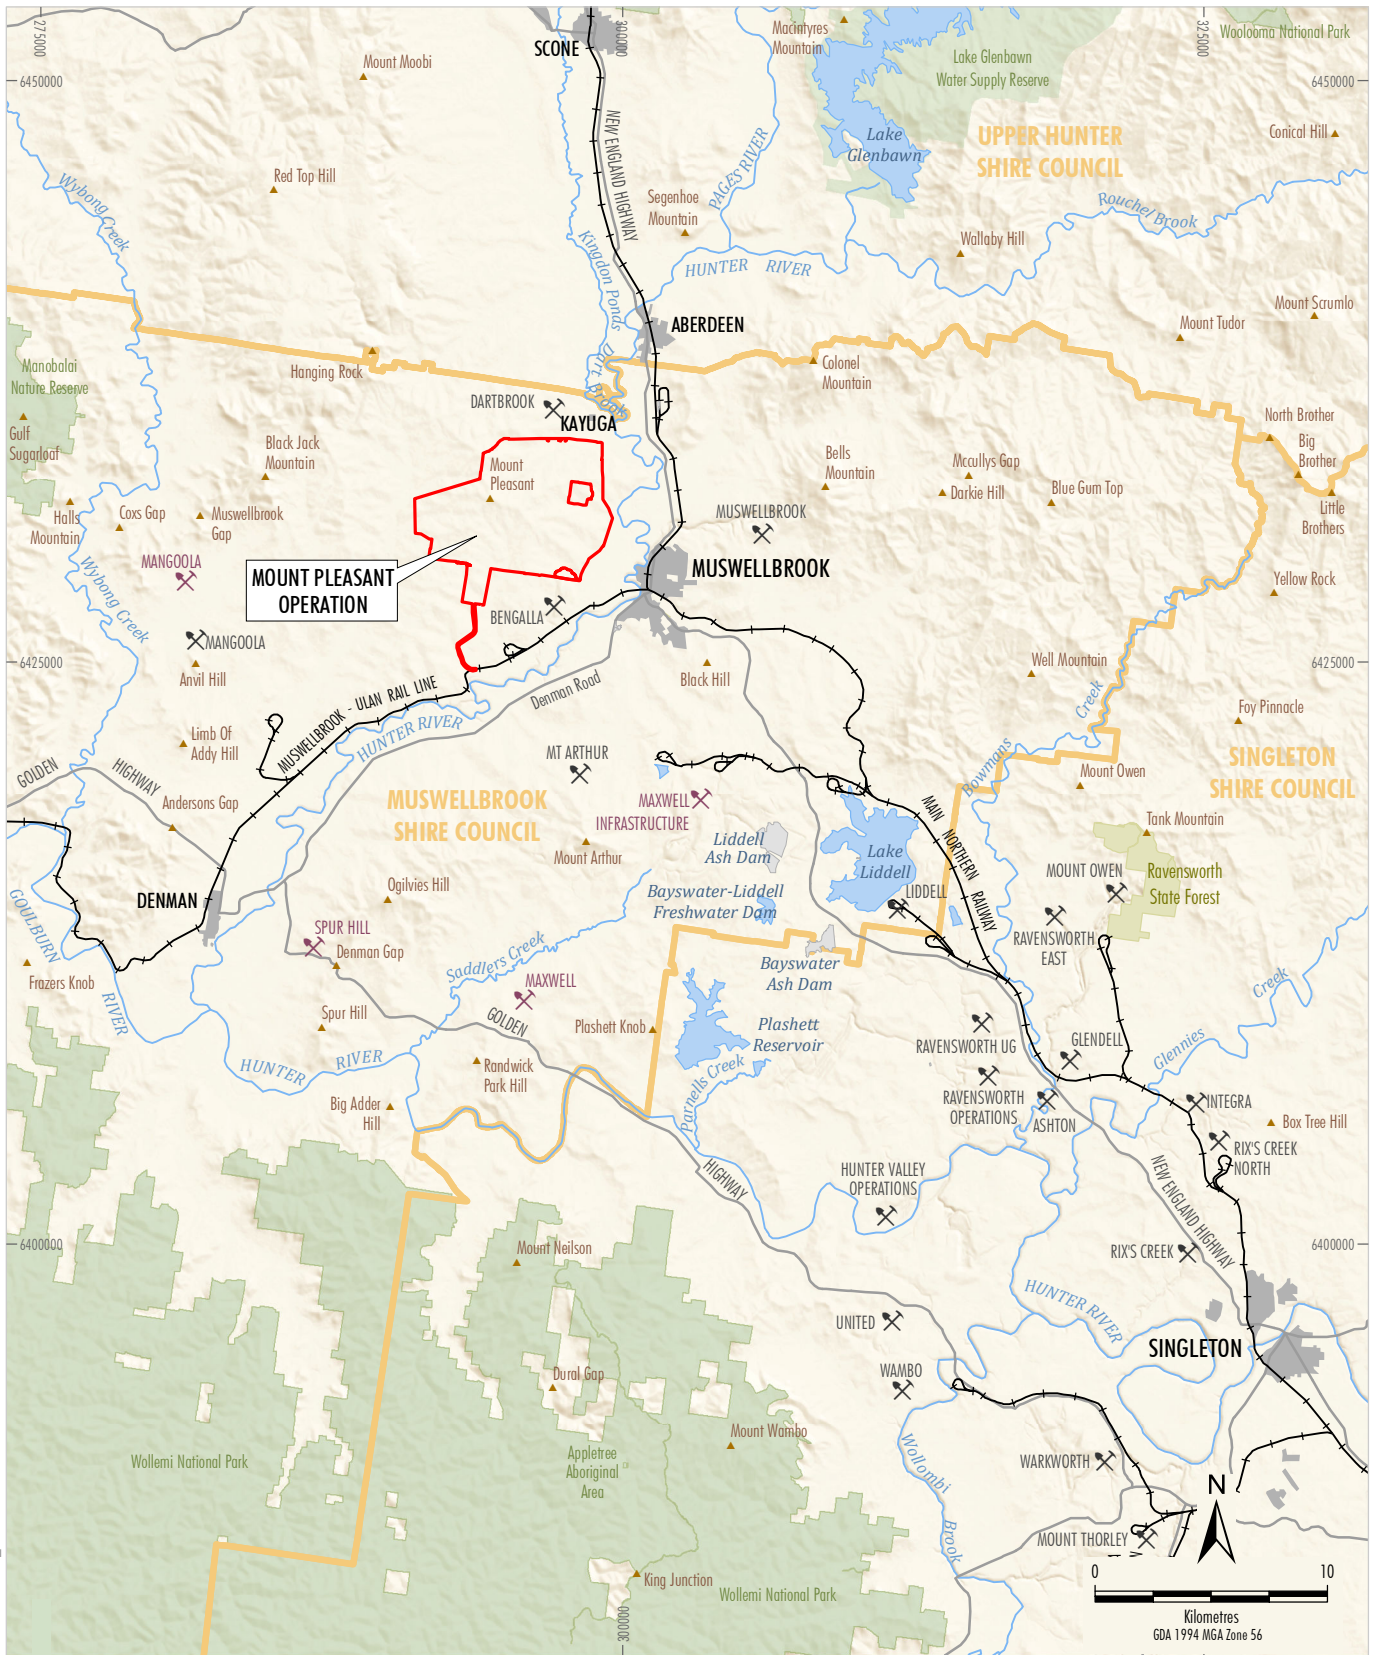 275000
300000
325000
SCONE
Macintyres
Mountain
Woolooma National Park
Mount Moobi
Lake Glenbawn
Water Supply Reserve
6450000
6450000
NEW ENGLAND HIGHWAY
PAGES RIVER
Lake
Glenbawn
UPPER HUNTER
SHIRE COUNCIL
Conical Hill
Wybong Creek
Red Top Hill
Segenhoe
Mountain
Rouchel Brook
Wallaby Hill
Kingdon Ponds
HUNTER RIVER
Mount Scrumlo
ABERDEEN
Mount Tudor
Manobalai
Nature Reserve
Hanging Rock
Dart Brook
Colonel
Mountain
DARTBROOK
KAYUGA
North Brother
Gulf
Sugarloaf
Black Jack
Mountain
Mount
Pleasant
Bells
Mountain
Mccullys Gap
Big
Brother
Darkie Hill
Blue Gum Top
Halls
Mountain
Coxs Gap
Muswellbrook
Gap
MUSWELLBROOK
Little
Brothers
MANGOOLA
MOUNT PLEASANT
OPERATION
MUSWELLBROOK
Yellow Rock
Wybong Creek
BENGALLA
MANGOOLA
6425000
6425000
Anvil Hill
Black Hill
Well Mountain
MUSWELLBROOK - ULAN RAIL LINE
Denman Road
Creek
Limb Of
Addy Hill
HUNTER RIVER
Foy Pinnacle
GOLDEN
HIGHWAY
MT ARTHUR
Bowmans
SINGLETON
SHIRE COUNCIL
Mount Owen
Andersons Gap
MUSWELLBROOK
SHIRE COUNCIL
MAXWELL
INFRASTRUCTURE
MAIN NORTHERN RAILWAY
Tank Mountain
Liddell
Ash Dam
Mount Arthur
Lake
Liddell
MOUNT OWEN
Ravensworth
State Forest
Ogilvies Hill
Bayswater-Liddell
Freshwater Dam
LIDDELL
DENMAN
GOULBURN
RIVER
SPUR HILL
Denman Gap
RAVENSWORTH
EAST
Saddlers Creek
Bayswater
Ash Dam
Frazers Knob
MAXWELL
Creek
Spur Hill
GOLDEN
Plashett Knob
Plashett
Reservoir
RAVENSWORTH UG
GLENDELL
Glennies
HUNTER RIVER
Randwick
Park Hill
Parnells Creek
RAVENSWORTH
OPERATIONS
ASHTON
INTEGRA
Big Adder
Hill
Box Tree Hill
RIX'S CREEK
NORTH
HIGHWAY
HUNTER VALLEY
OPERATIONS
NEW ENGLAND HIGHWAY
6400000
6400000
Mount Neilson
RIX'S CREEK
HUNTER RIVER
UNITED
SINGLETON
Dural Gap
WAMBO
Mount Wambo
Wollombi
Brook
Wollemi National Park
Appletree
Aboriginal
Area
WARKWORTH
N
MOUNT THORLEY
King Junction
Wollemi National Park
0
10
Kilometres
GDA 1994 MGA Zone 56
300000